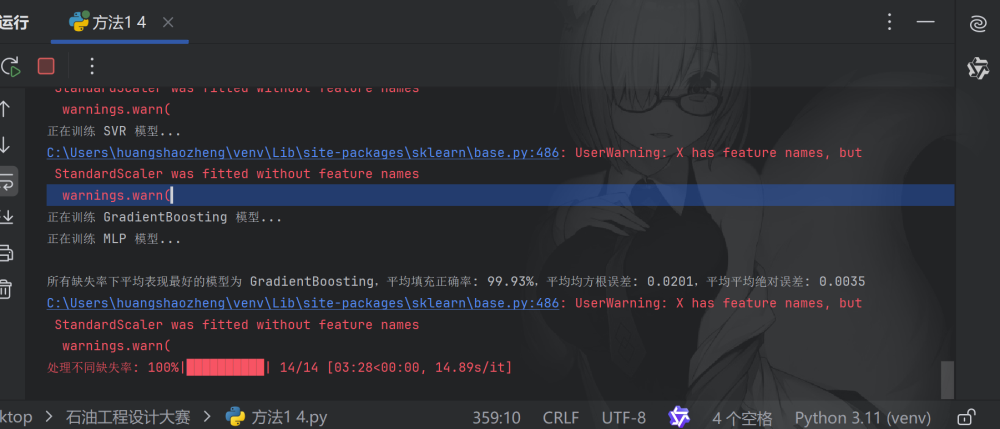 运行
方法1 4
StandardScaler was fitted without feature names
warnings.warn(
正在训练 SVR 模型...
C:\Users\huangshaozheng\venv\Lib\site-packages\sklearn\base.py:486: UserWarning: X has feature names, but
StandardScaler was fitted without feature names
warnings.warn(
正在训练 GradientBoosting 模型...
正在训练 MLP 模型...
所有缺失率下平均表现最好的模型为 GradientBoosting，平均填充正确率: 99.93%，平均均方根误差: 0.0201，平均平均绝对误差: 0.0035
C:\Users\huangshaozheng\venv\Lib\site-packages\sklearn\base.py:486: UserWarning: X has feature names, but
StandardScaler was fitted without feature names
warnings.warn(
处理不同缺失率: 100%|██████████| 14/14 [03:28<00:00, 14.89s/it]
ktop > 石油工程设计大赛 > 方法1 4.py 359:10 CRLF UTF-8 4 个空格 Python 3.11 (venv)